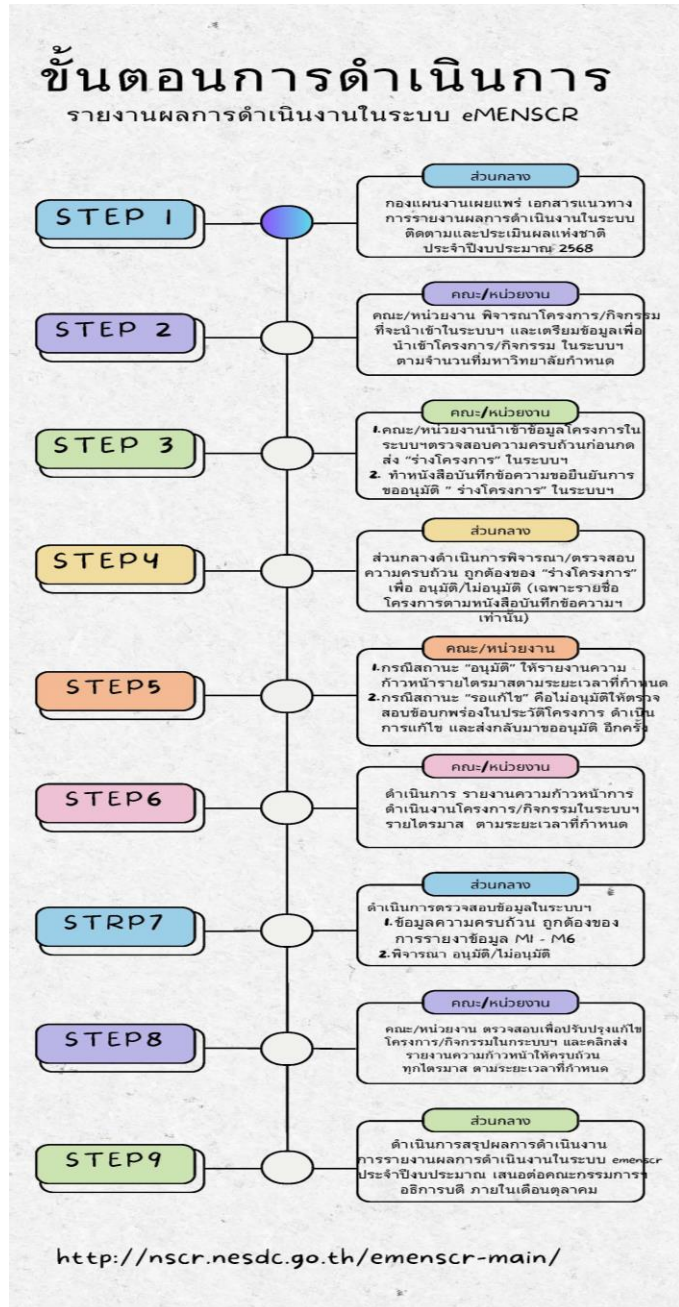 ขั้นตอนการดำเนินการ
รายงานผลการดำเนินงานในระบบ eMENSCR
STEP 1
ส่วนกลาง
กองแผนงานเผยแพร่ เอกสารแนวทาง
การรายงานผลการดำเนินงานในระบบ
ติดตามและประเมินผลแห่งชาติ
ประจำปีงบประมาณ 2568
STEP 2
คณะ/หน่วยงาน
คณะ/หน่วยงาน พิจารณาโครงการ/กิจกรรม
ที่จะนำเข้าในระบบฯ และเตรียมข้อมูลเพื่อ
นำเข้าโครงการ/กิจกรรม ในระบบฯ
ตามจำนวนที่มหาวิทยาลัยกำหนด
STEP 3
คณะ/หน่วยงาน
1.คณะ/หน่วยงานนำเข้าข้อมูลโครงการใน
ระบบฯตรวจสอบความครบถ้วนก่อนกด
ส่ง “ร่างโครงการ” ในระบบฯ
2. ทำหนังสือบันทึกข้อความขอยืนยันการ
ขออนุมัติ “ ร่างโครงการ” ในระบบฯ
STEP4
ส่วนกลาง
ส่วนกลางดำเนินการพิจารณา/ตรวจสอบ
ความครบถ้วน ถูกต้องของ “ร่างโครงการ”
เพื่อ อนุมัติ/ไม่อนุมัติ (เฉพาะรายชื่อ
โครงการตามหนังสือบันทึกข้อความฯ
เท่านั้น)
STEP5
คณะ/หน่วยงาน
1.กรณีสถานะ “อนุมัติ” ให้รายงานความ
ก้าวหน้ารายไตรมาสตามระยะเวลาที่กำหนด
2.กรณีสถานะ “รอแก้ไข” คือไม่อนุมัติให้ตรวจ
สอบข้อบกพร่องในประวัติโครงการ ดำเนิน
การแก้ไข และส่งกลับมาขออนุมัติ อีกครั้ง
STEP6
คณะ/หน่วยงาน
ดำเนินการ รายงานความก้าวหน้าการ
ดำเนินงานโครงการ/กิจกรรมในระบบฯ
รายไตรมาส ตามระยะเวลาที่กำหนด
STRP7
ส่วนกลาง
ดำเนินการตรวจสอบข้อมูลในระบบฯ
1.ข้อมูลความครบถ้วน ถูกต้องของ
การรายงาข้อมูล M1 - M6
2.พิจารณา อนุมัติ/ไม่อนุมัติ
STEP8
คณะ/หน่วยงาน
คณะ/หน่วยงาน ตรวจสอบเพื่อปรับปรุงแก้ไข
โครงการ/กิจกรรมในกระบบฯ และคลิกส่ง
รายงานความก้าวหน้าให้ครบถ้วน
ทุกไตรมาส ตามระยะเวลาที่กำหนด
STEP9
ส่วนกลาง
ดำเนินการสรุปผลการดำเนินงาน
การรายงานผลการดำเนินงานในระบบ emenscr
ประจำปีงบประมาณ เสนอต่อคณะกรรมการฯ
อธิการบดี ภายในเดือนตุลาคม
http://nscr.nesdc.go.th/emenscr-main/